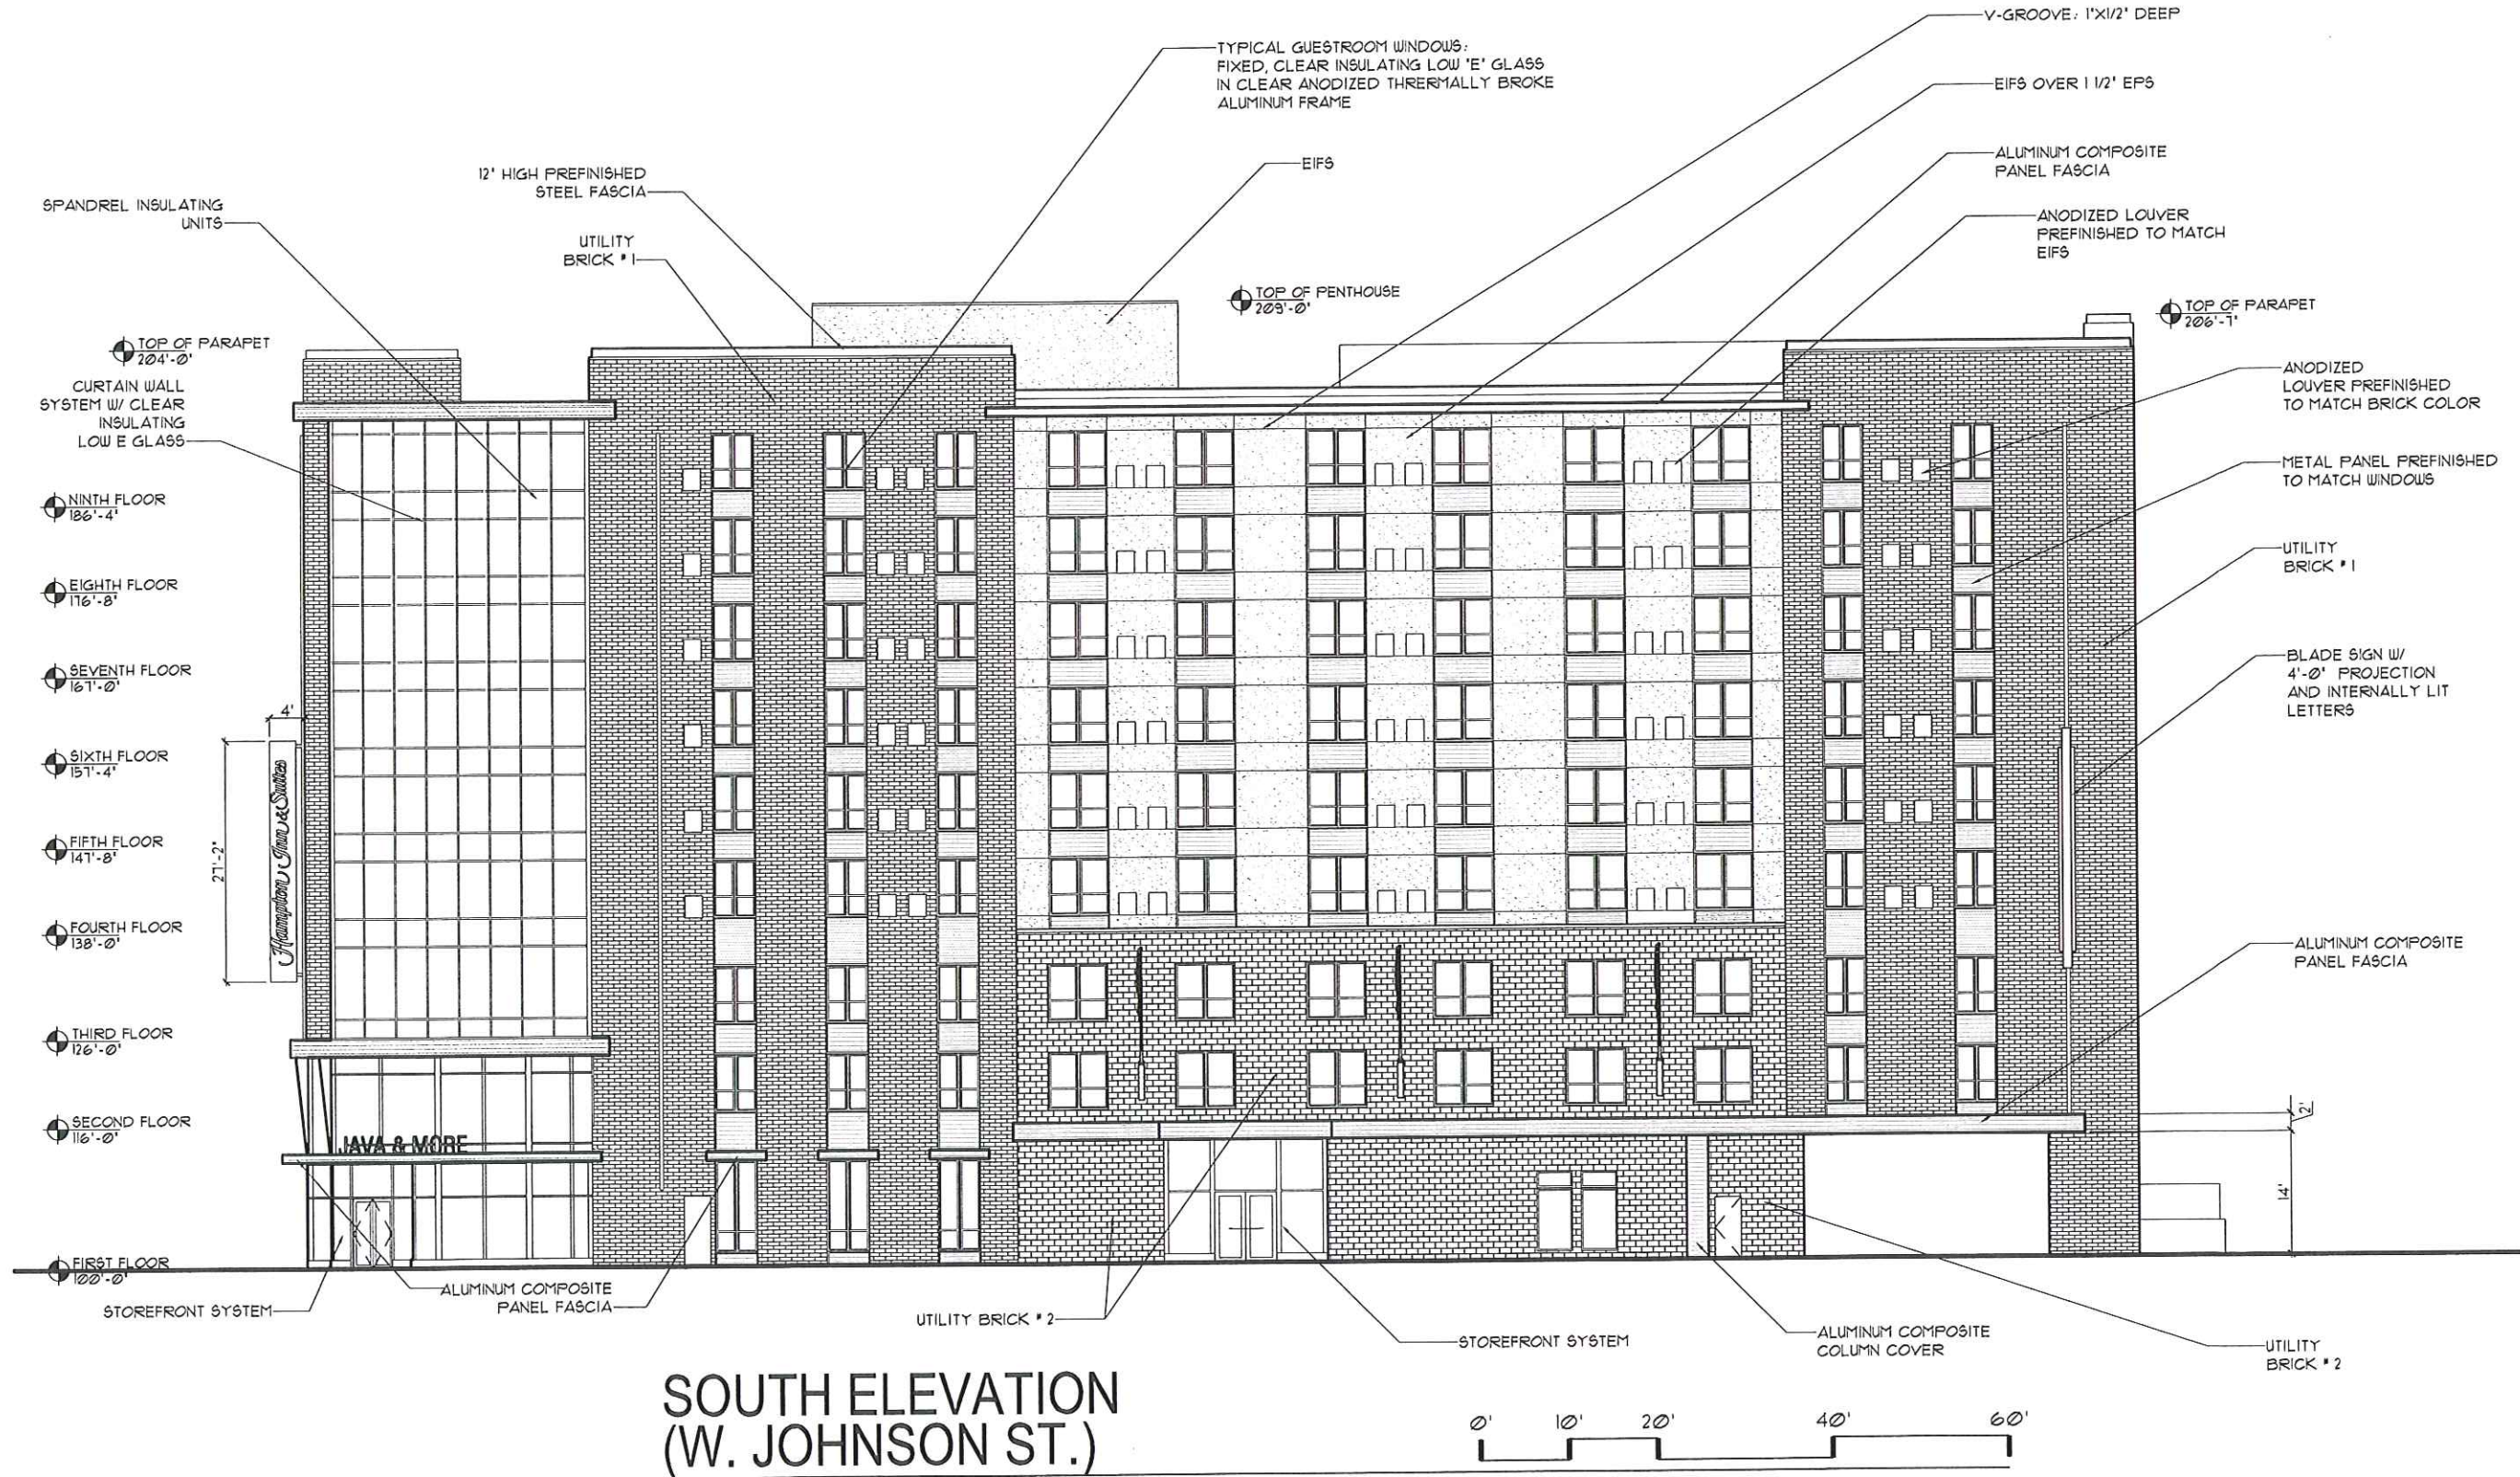 V-GROOVE: 1"X1/2" DEEP
TYPICAL GUESTROOM WINDOWS:
FIXED, CLEAR INSULATING LOW "E" GLASS
IN CLEAR ANODIZED THRERMALLY BROKE
ALUMINUM FRAME
EIFS OVER 1 1/2" EPS
EIFS
ALUMINUM COMPOSITE
PANEL FASCIA
12" HIGH PREFINISHED
STEEL FASCIA
SPANDREL INSULATING
UNITS
ANODIZED LOUVER
PREFINISHED TO MATCH
EIFS
UTILITY
BRICK #1
TOP OF PENTHOUSE
209'-0"
TOP OF PARAPET
206'-7"
TOP OF PARAPET
204'-0"
CURTAIN WALL
SYSTEM W/ CLEAR
INSULATING
LOW E GLASS
ANODIZED
LOUVER PREFINISHED
TO MATCH BRICK COLOR
METAL PANEL PREFINISHED
TO MATCH WINDOWS
NINTH FLOOR
186'-4"
UTILITY
BRICK #1
EIGHTH FLOOR
176'-8"
SEVENTH FLOOR
167'-0"
BLADE SIGN W/
4'-0" PROJECTION
AND INTERNALLY LIT
LETTERS
4'
SIXTH FLOOR
157'-4"
Hampton Inn & Suites
27'-2"
FIFTH FLOOR
147'-8"
FOURTH FLOOR
138'-0"
ALUMINUM COMPOSITE
PANEL FASCIA
THIRD FLOOR
126'-0"
SECOND FLOOR
116'-0"
2'
JAVA & MORE
14'
FIRST FLOOR
100'-0"
STOREFRONT SYSTEM
ALUMINUM COMPOSITE
PANEL FASCIA
UTILITY BRICK #2
STOREFRONT SYSTEM
ALUMINUM COMPOSITE
COLUMN COVER
UTILITY
BRICK #2
SOUTH ELEVATION
(W. JOHNSON ST.)
0' 10' 20' 40' 60'